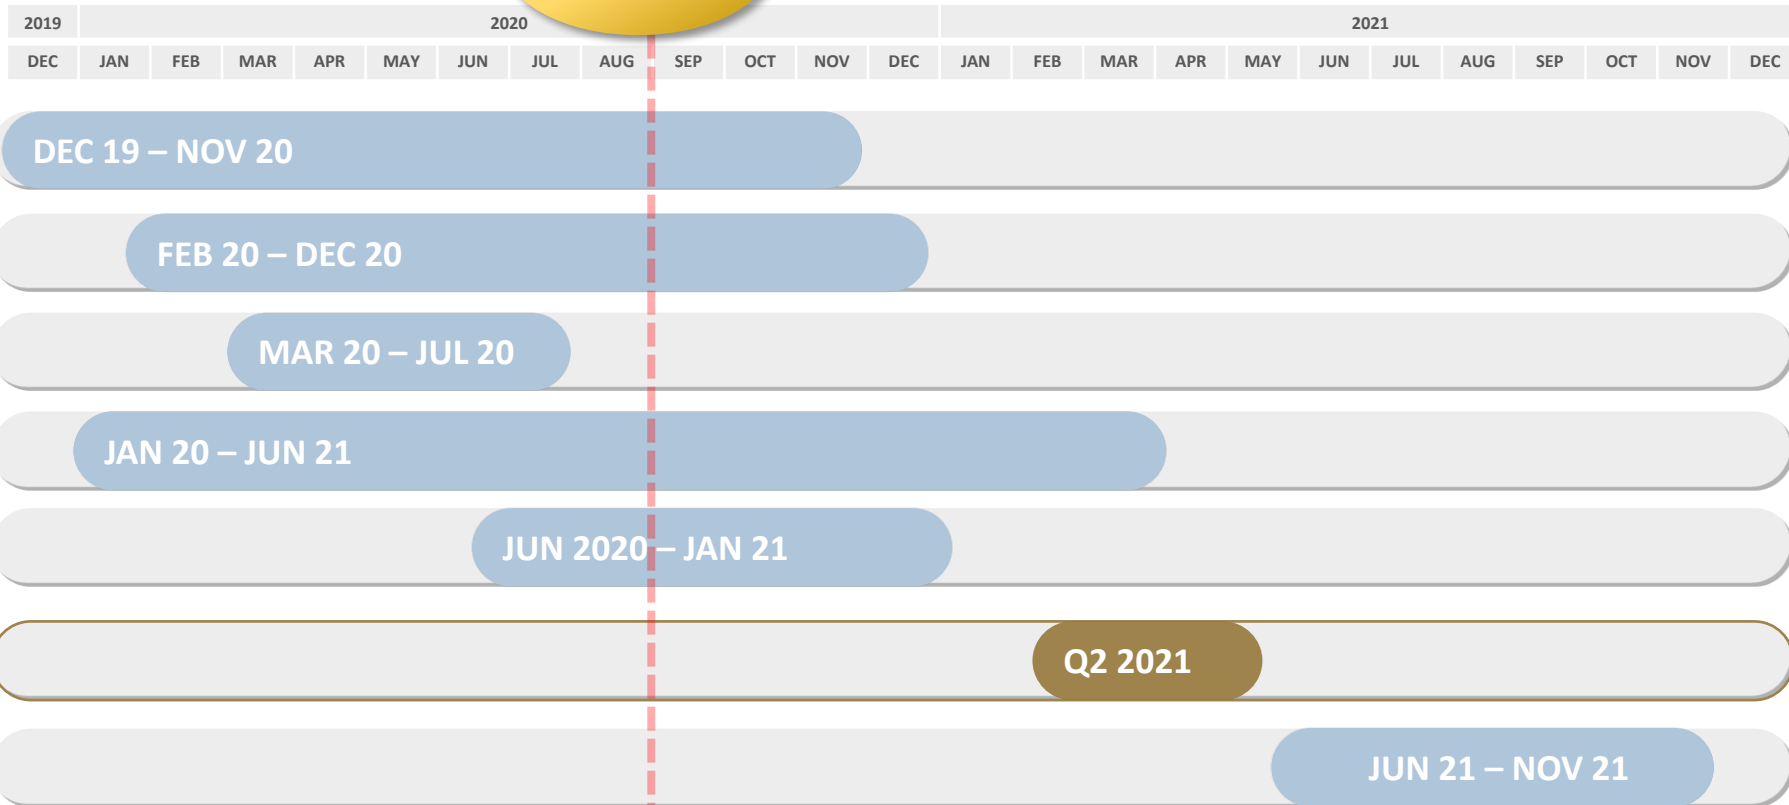 2019 2020 2021
DEC JAN FEB MAR APR MAY JUN JUL AUG SEP OCT NOV DEC JAN FEB MAR APR MAY JUN JUL AUG SEP OCT NOV DEC
DEC 19 – NOV 20
FEB 20 – DEC 20
MAR 20 – JUL 20
JAN 20 – JUN 21
JUN 2020 – JAN 21
Q2 2021
JUN 21 – NOV 21